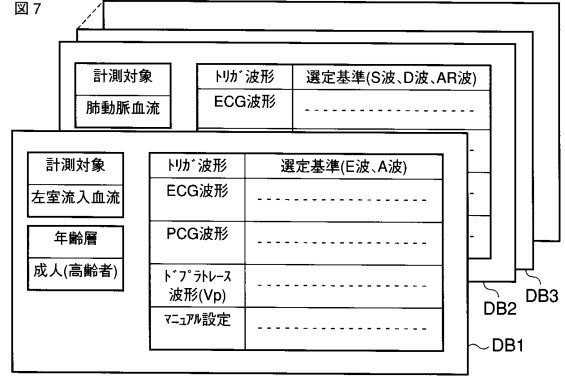 図7
計測対象
肺動脈血流
トリガ波形 選定基準(S波、D波、AR波)
ECG波形
計測対象
左室流入血流
年齢層
成人(高齢者)
トリガ波形 選定基準(E波、A波)
ECG波形
PCG波形
ドプラトレース
波形(Vp)
マニュアル設定
DB2
DB3
DB1